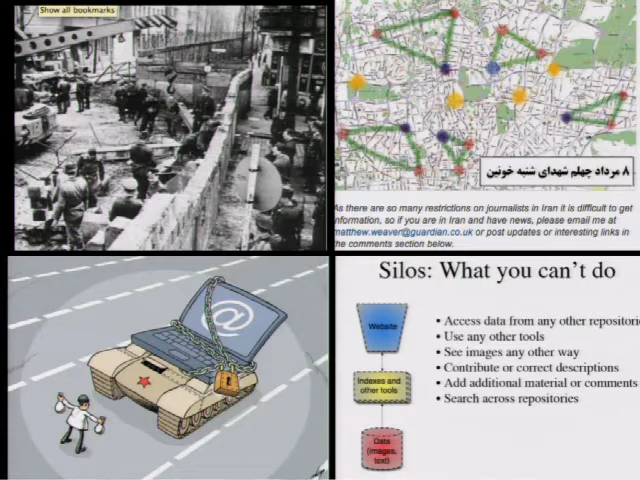 Show all bookmarks
۸ مرداد چهلم شهدای شنبه خونین
As there are so many restrictions on journalists in Iran it is difficult to get
information, so if you are in Iran and have news, please email me at
matthew.weaver@guardian.co.uk or post updates or interesting links in
the comments section below.
@
Silos: What you can't do
Website
Indexes and
other tools
Data
(images,
text)
• Access data from any other repositorie
• Use any other tools
• See images any other way
• Contribute or correct descriptions
• Add additional material or comments
• Search across repositories